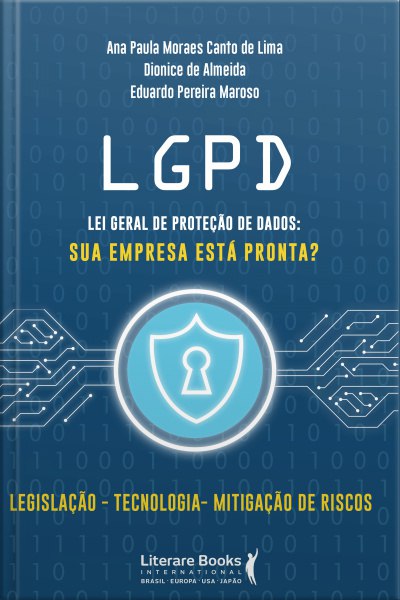 Ana Paula Moraes Canto de Lima
Dionice de Almeida
Eduardo Pereira Maroso
LGPD
LEI GERAL DE PROTEÇÃO DE DADOS:
SUA EMPRESA ESTÁ PRONTA?
LEGISLAÇÃO - TECNOLOGIA- MITIGAÇÃO DE RISCOS
Literare Books
INTERNATIONAL
BRASIL · EUROPA · USA · JAPÃO